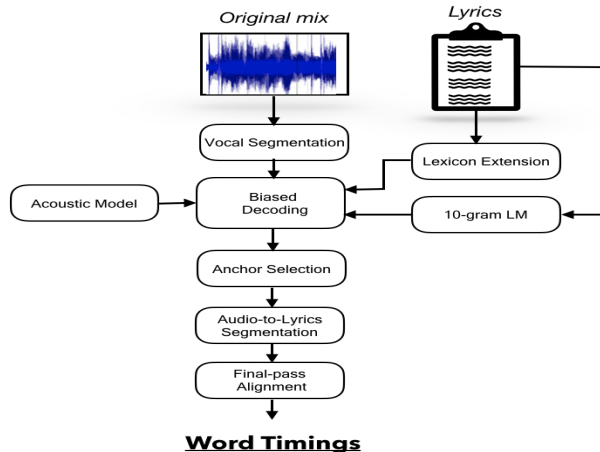 Original mix
Lyrics
Vocal Segmentation
Lexicon Extension
Acoustic Model
Biased
Decoding
10-gram LM
Anchor Selection
Audio-to-Lyrics
Segmentation
Final-pass
Alignment
Word Timings